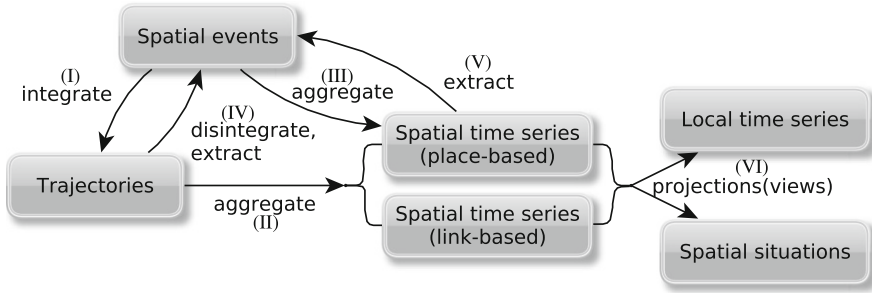 Spatial events
(I)
integrate
(IV)
disintegrate,
extract
(III)
aggregate
(V)
extract
Trajectories
aggregate
(II)
Spatial time series
(place-based)
Spatial time series
(link-based)
Local time series
(VI)
projections(views)
Spatial situations